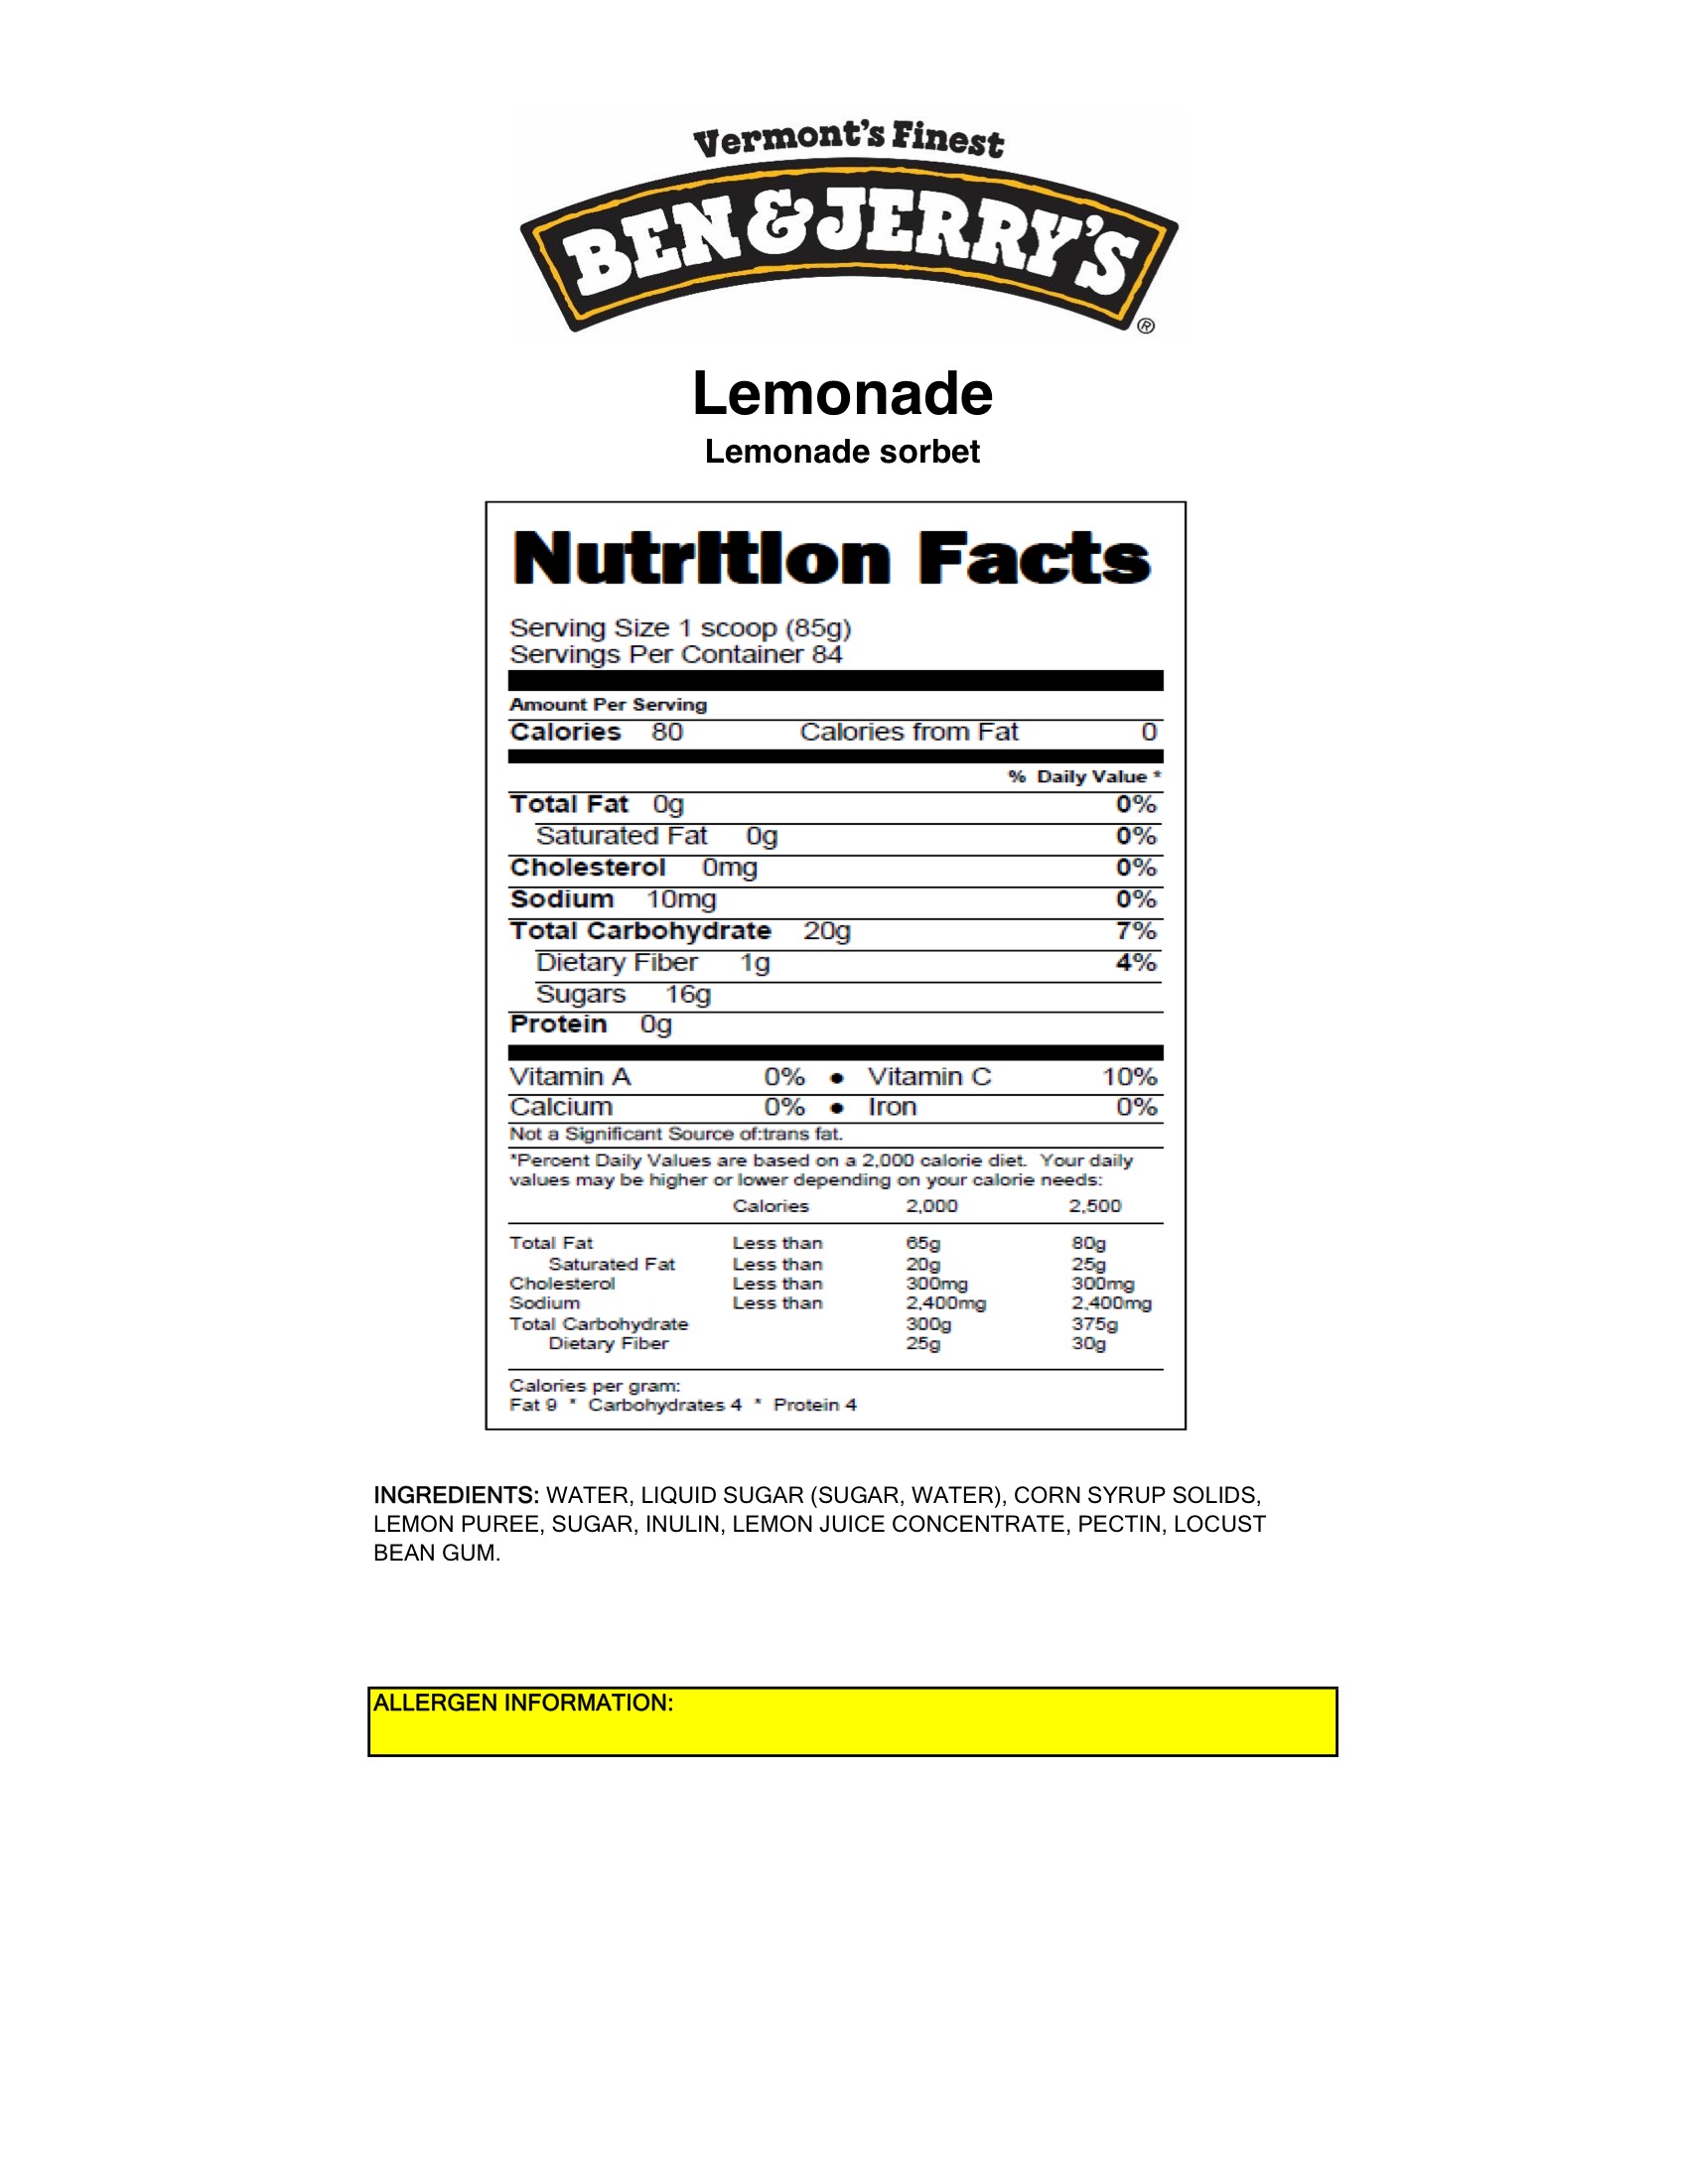 Vermont's Finest
BEN & JERRY'S
®
Lemonade
Lemonade sorbet
Nutrition Facts
Serving Size 1 scoop (85g)
Servings Per Container 84
Amount Per Serving
Calories 80 Calories from Fat 0
% Daily Value *
Total Fat 0g 0%
Saturated Fat 0g 0%
Cholesterol 0mg 0%
Sodium 10mg 0%
Total Carbohydrate 20g 7%
Dietary Fiber 1g 4%
Sugars 16g
Protein 0g
Vitamin A 0% • Vitamin C 10%
Calcium 0% • Iron 0%
Not a Significant Source of:trans fat.
*Percent Daily Values are based on a 2,000 calorie diet. Your daily
values may be higher or lower depending on your calorie needs:
Calories 2,000 2,500
Total Fat Less than 65g 80g
Saturated Fat Less than 20g 25g
Cholesterol Less than 300mg 300mg
Sodium Less than 2,400mg 2,400mg
Total Carbohydrate 300g 375g
Dietary Fiber 25g 30g
Calories per gram:
Fat 9 * Carbohydrates 4 * Protein 4
INGREDIENTS: WATER, LIQUID SUGAR (SUGAR, WATER), CORN SYRUP SOLIDS,
LEMON PUREE, SUGAR, INULIN, LEMON JUICE CONCENTRATE, PECTIN, LOCUST
BEAN GUM.
ALLERGEN INFORMATION: